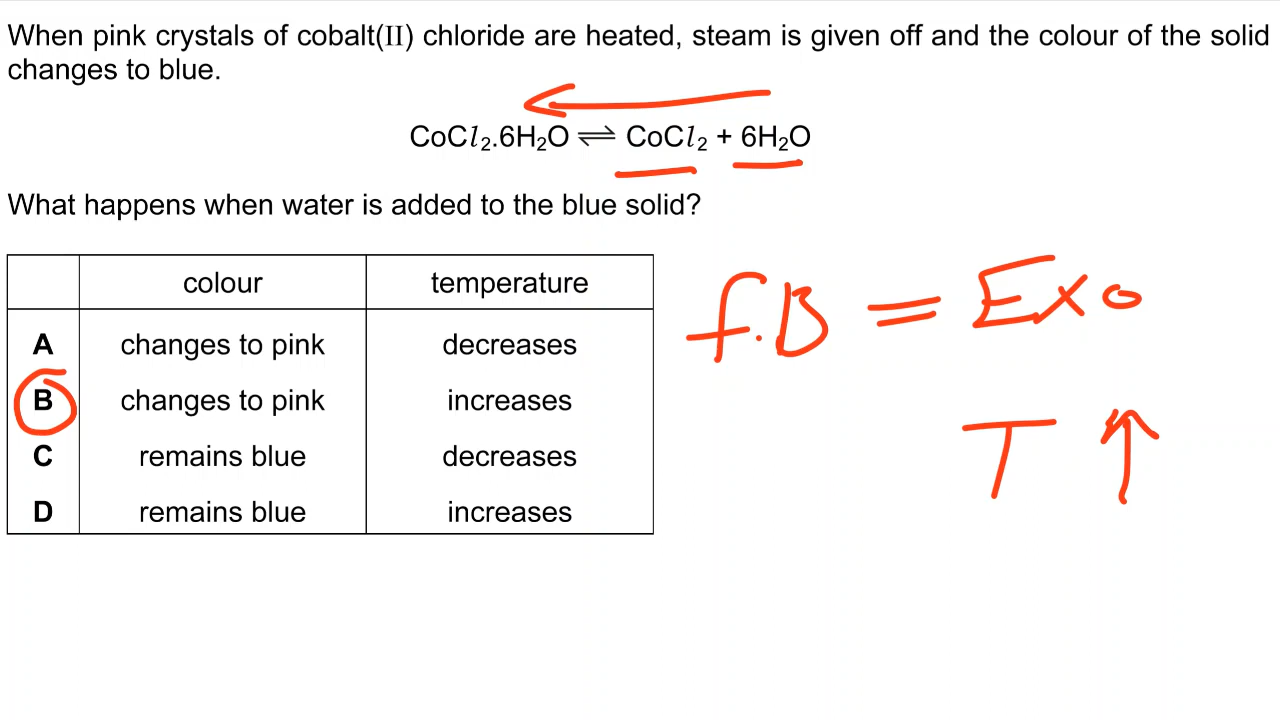 When pink crystals of cobalt(II) chloride are heated, steam is given off and the colour of the solid
changes to blue.
CoCl₂.6H₂O ⇌ CoCl₂ + 6H₂O
What happens when water is added to the blue solid?
colour temperature
A changes to pink decreases
B changes to pink increases
C remains blue decreases
D remains blue increases
f.B = Exo
T ↑